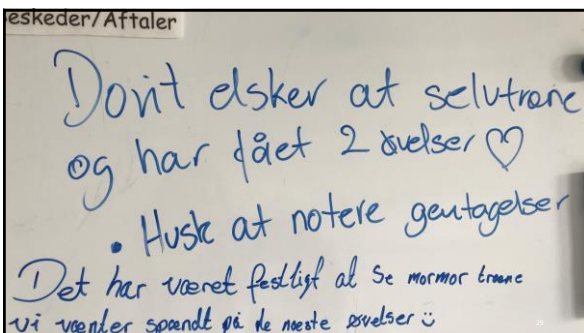 eskeder/Aftaler
Dorit elsker at selvtræne
og har fået 2 øvelser ♡
• Husk at notere gentagelser
Det har været festligt at se mormor træne
vi venter spændt på de næste øvelser ü